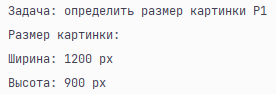 Задача: определить размер картинки P1
Размер картинки:
Ширина: 1200 px
Высота: 900 px